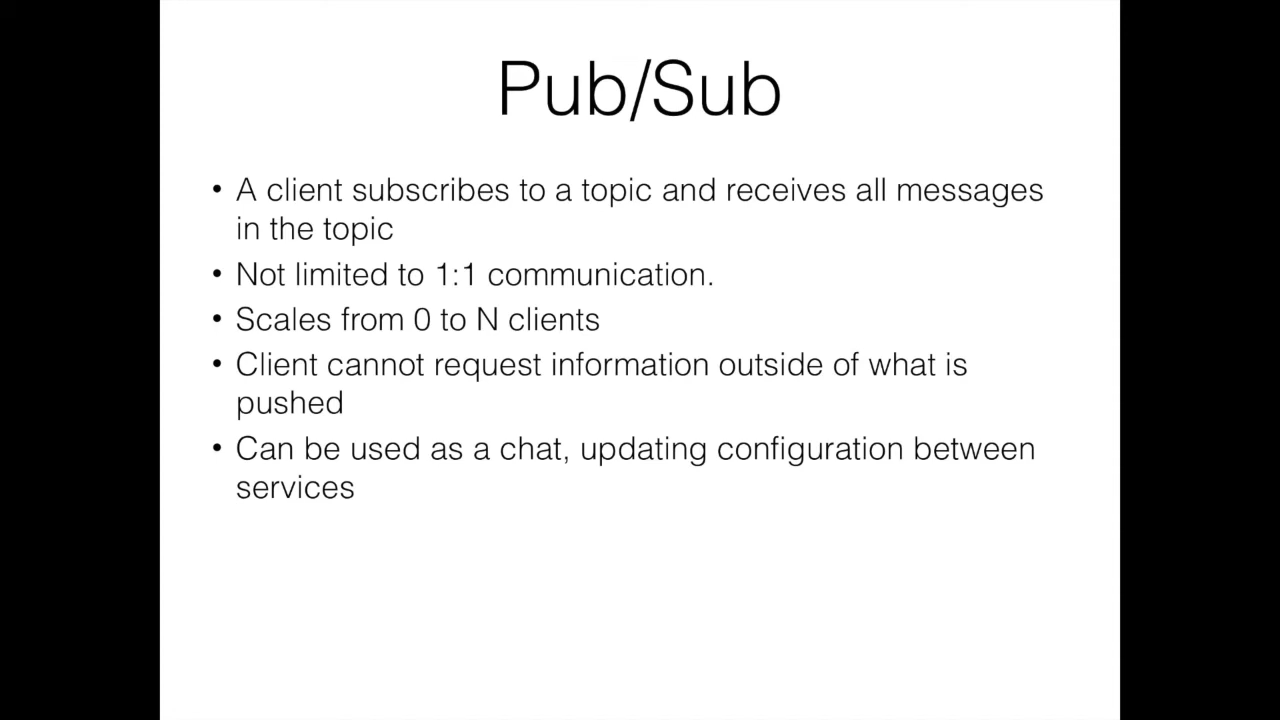 Pub/Sub
• A client subscribes to a topic and receives all messages
in the topic
• Not limited to 1:1 communication.
• Scales from 0 to N clients
• Client cannot request information outside of what is
pushed
• Can be used as a chat, updating configuration between
services